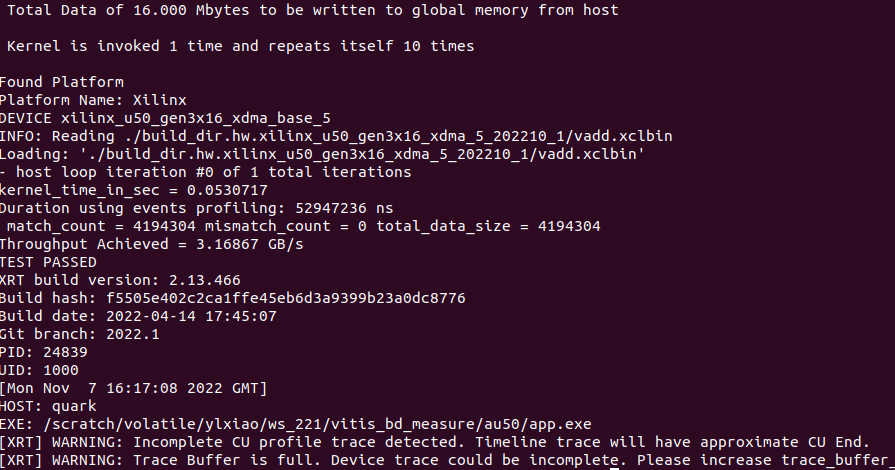 Total Data of 16.000 Mbytes to be written to global memory from host
Kernel is invoked 1 time and repeats itself 10 times
Found Platform
Platform Name: Xilinx
DEVICE xilinx_u50_gen3x16_xdma_base_5
INFO: Reading ./build_dir.hw.xilinx_u50_gen3x16_xdma_5_202210_1/vadd.xclbin
Loading: './build_dir.hw.xilinx_u50_gen3x16_xdma_5_202210_1/vadd.xclbin'
- host loop iteration #0 of 1 total iterations
kernel_time_in_sec = 0.0530717
Duration using events profiling: 52947236 ns
match_count = 4194304 mismatch_count = 0 total_data_size = 4194304
Throughput Achieved = 3.16867 GB/s
TEST PASSED
XRT build version: 2.13.466
Build hash: f5505e402c2ca1ffe45eb6d3a9399b23a0dc8776
Build date: 2022-04-14 17:45:07
Git branch: 2022.1
PID: 24839
UID: 1000
[Mon Nov  7 16:17:08 2022 GMT]
HOST: quark
EXE: /scratch/volatile/ylxiao/ws_221/vitis_bd_measure/au50/app.exe
[XRT] WARNING: Incomplete CU profile trace detected. Timeline trace will have approximate CU End.
[XRT] WARNING: Trace Buffer is full. Device trace could be incomplete. Please increase trace_buffer